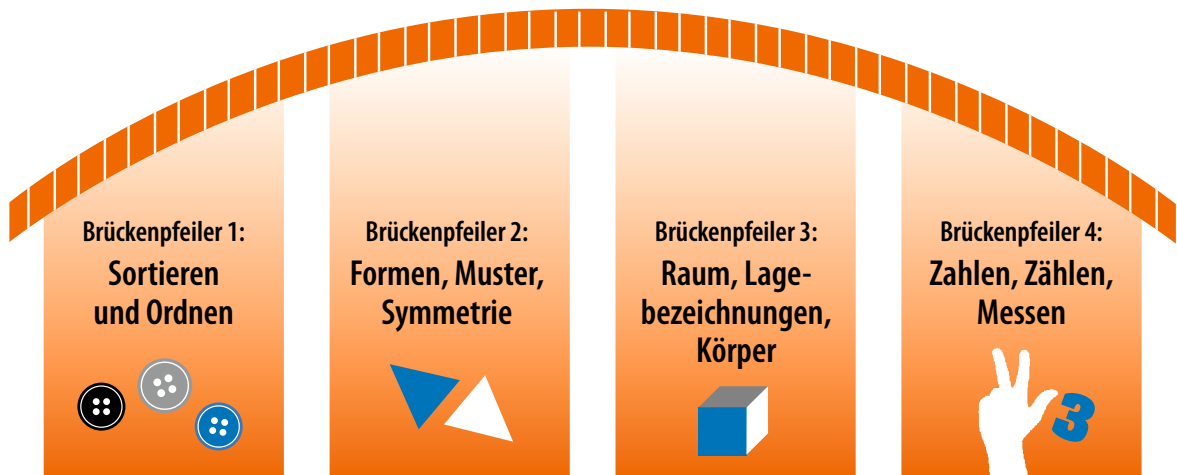 Brückenpfeiler 1:
Sortieren
und Ordnen
Brückenpfeiler 2:
Formen, Muster,
Symmetrie
Brückenpfeiler 3:
Raum, Lage-
bezeichnungen,
Körper
Brückenpfeiler 4:
Zahlen, Zählen,
Messen
3